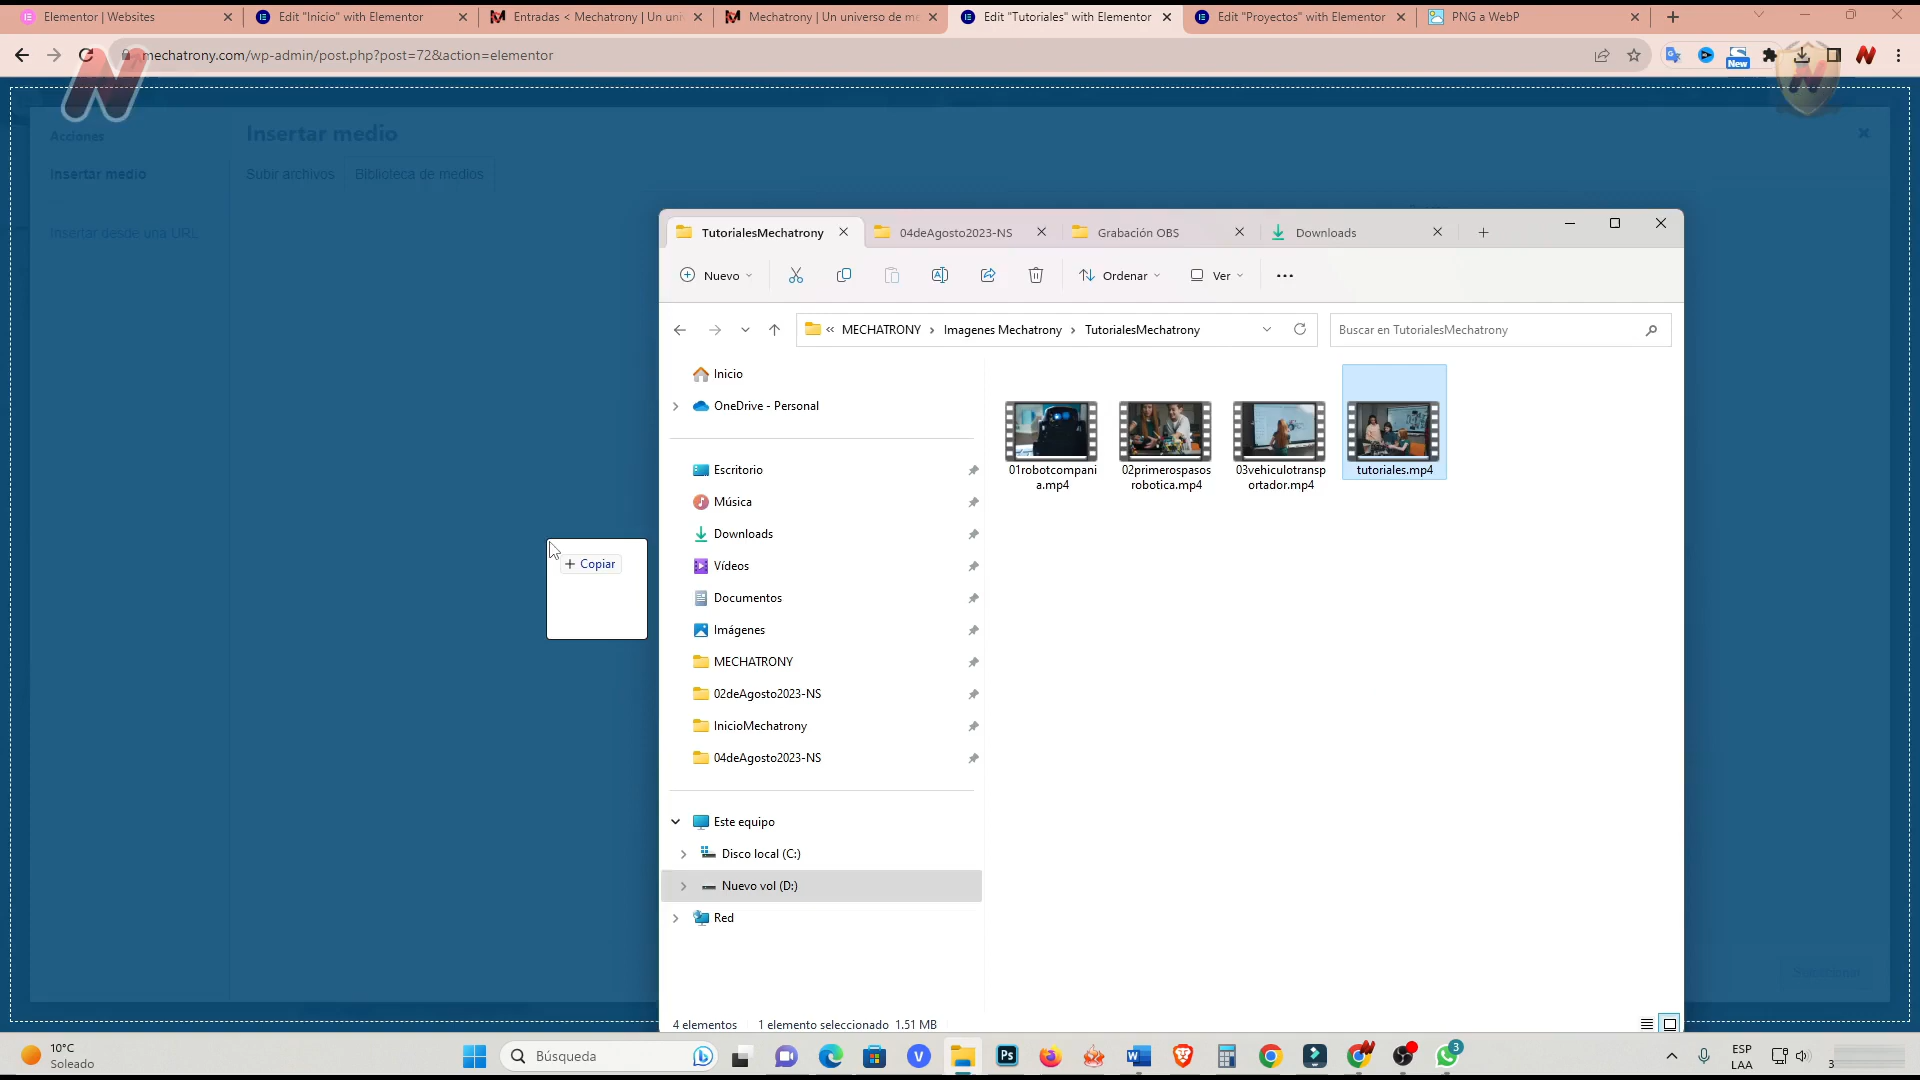 Elementor | Websites
Edit "Inicio" with Elementor
Entradas < Mechatrony | Un uni
Mechatrony | Un universo de me
Edit "Tutoriales" with Elementor
Edit "Proyectos" with Elementor
PNG a WebP
mechatrony.com/wp-admin/post.php?post=72&action=elementor
New
Acciones
Insertar medio
Insertar medio
Subir archivos
Biblioteca de medios
Insertar desde una URL
TutorialesMechatrony
04deAgosto2023-NS
Grabación OBS
Downloads
Nuevo
Ordenar
Ver
« MECHATRONY > Imagenes Mechatrony > TutorialesMechatrony
Buscar en TutorialesMechatrony
Inicio
OneDrive - Personal
Escritorio
Música
Downloads
Vídeos
Documentos
Imágenes
MECHATRONY
02deAgosto2023-NS
InicioMechatrony
04deAgosto2023-NS
Este equipo
Disco local (C:)
Nuevo vol (D:)
Red
01robotcompani
a.mp4
02primerospasos
robotica.mp4
03vehiculotransp
ortador.mp4
tutoriales.mp4
+ Copiar
4 elementos
1 elemento seleccionado 1.51 MB
10°C
Soleado
Búsqueda
3
ESP
LAA
3